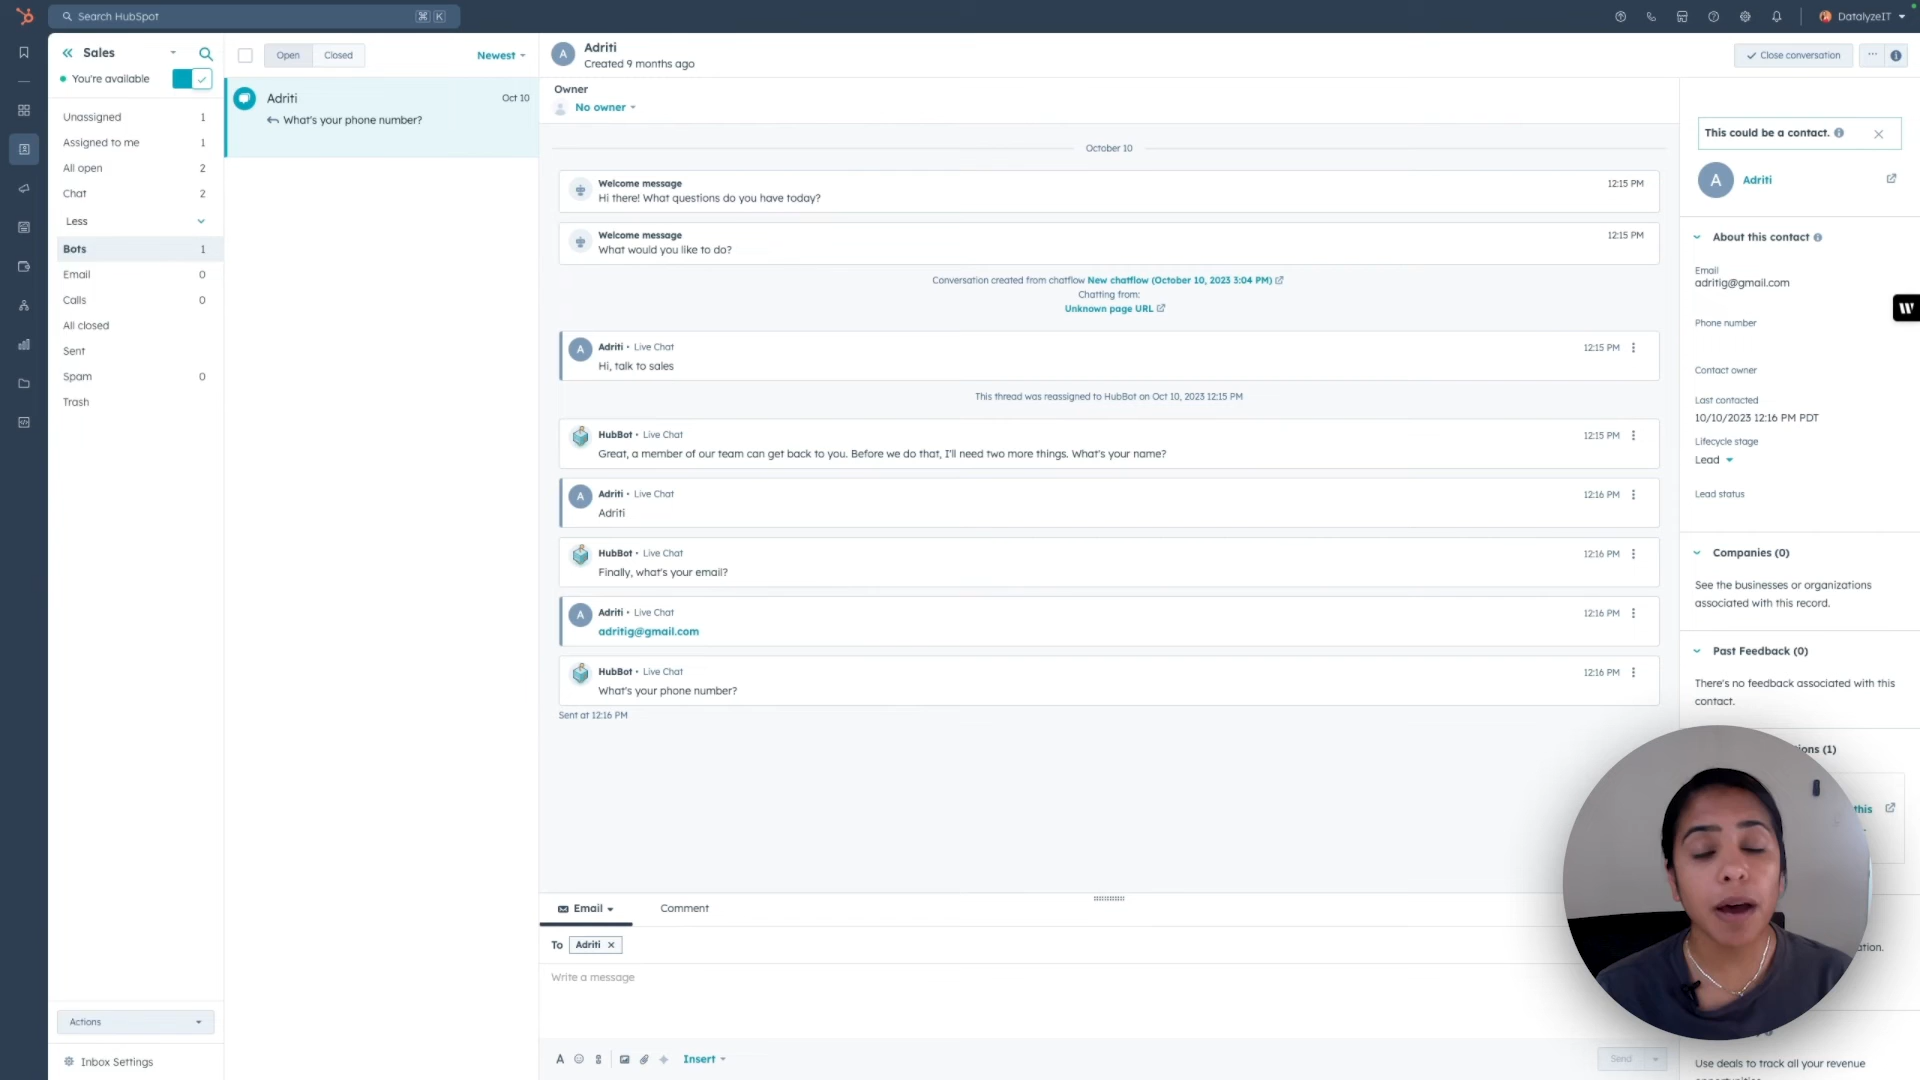 Search HubSpot
⌘ K
DatalyzeIT
Sales
You're available
Unassigned 1
Assigned to me 1
All open 2
Chat 2
Less
Bots 1
Email 0
Calls 0
All closed
Sent
Spam 0
Trash
Actions
Inbox Settings
Open Closed
Newest
Adriti Oct 10
What's your phone number?
A
Adriti
Created 9 months ago
Close conversation
Owner
No owner
October 10
Welcome message 12:15 PM
Hi there! What questions do you have today?
Welcome message 12:15 PM
What would you like to do?
Conversation created from chatflow New chatflow (October 10, 2023 3:04 PM)
Chatting from:
Unknown page URL
A
Adriti • Live Chat 12:15 PM
Hi, talk to sales
This thread was reassigned to HubBot on Oct 10, 2023 12:15 PM
HubBot • Live Chat 12:15 PM
Great, a member of our team can get back to you. Before we do that, I'll need two more things. What's your name?
A
Adriti • Live Chat 12:16 PM
Adriti
HubBot • Live Chat 12:16 PM
Finally, what's your email?
A
Adriti • Live Chat 12:16 PM
adritig@gmail.com
HubBot • Live Chat 12:16 PM
What's your phone number?
Sent at 12:16 PM
Email Comment
To Adriti
Write a message
A
Insert
Send
This could be a contact.
A Adriti
About this contact
Email
adritig@gmail.com
Phone number
Contact owner
Last contacted
10/10/2023 12:16 PM PDT
Lifecycle stage
Lead
Lead status
Companies (0)
See the businesses or organizations
associated with this record.
Past Feedback (0)
There's no feedback associated with this
contact.
ions (1)
this
ation.
Use deals to track all your revenue
W